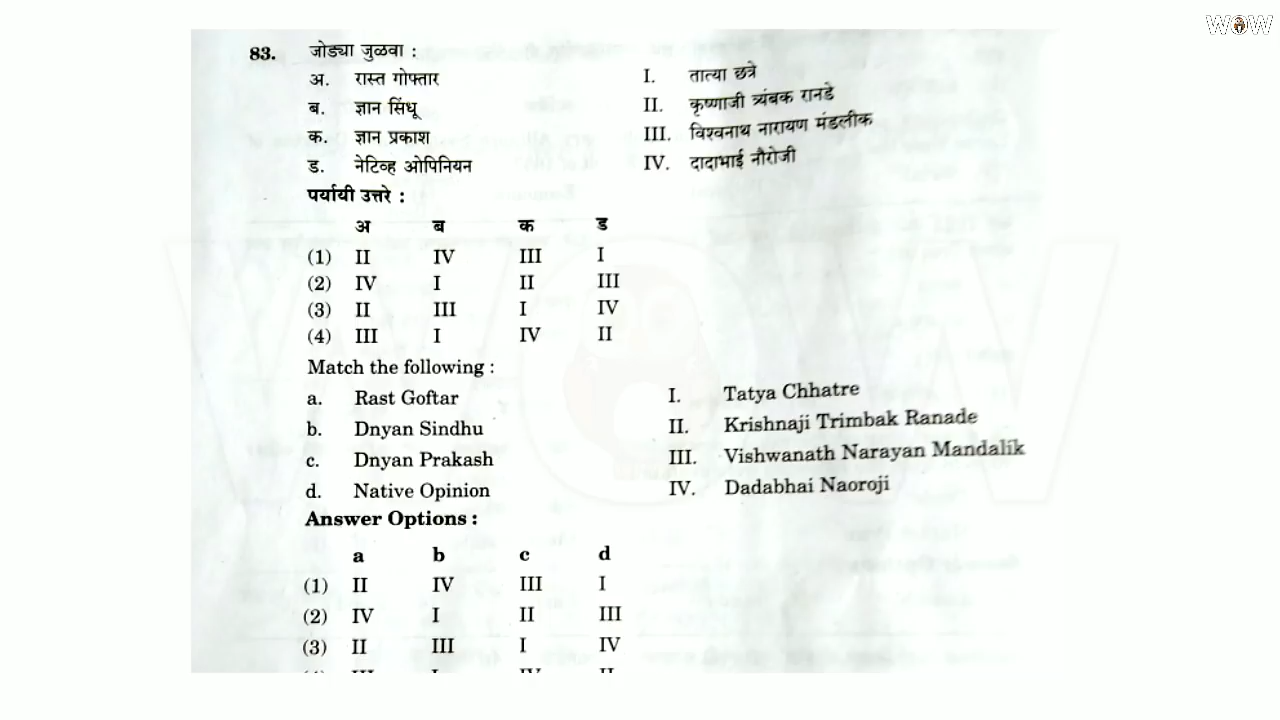 WOW
83. जोड्या जुळवा :
अ. रास्त गोफ्तार I. तात्या छत्रे
ब. ज्ञान सिंधू II. कृष्णाजी त्र्यंबक रानडे
क. ज्ञान प्रकाश III. विश्वनाथ नारायण मंडलीक
ड. नेटिव्ह ओपिनियन IV. दादाभाई नौरोजी
पर्यायी उत्तरे :
अ ब क ड
(1) II IV III I
(2) IV I II III
(3) II III I IV
(4) III I IV II
Match the following :
a. Rast Goftar I. Tatya Chhatre
b. Dnyan Sindhu II. Krishnaji Trimbak Ranade
c. Dnyan Prakash III. Vishwanath Narayan Mandalik
d. Native Opinion IV. Dadabhai Naoroji
Answer Options :
a b c d
(1) II IV III I
(2) IV I II III
(3) II III I IV